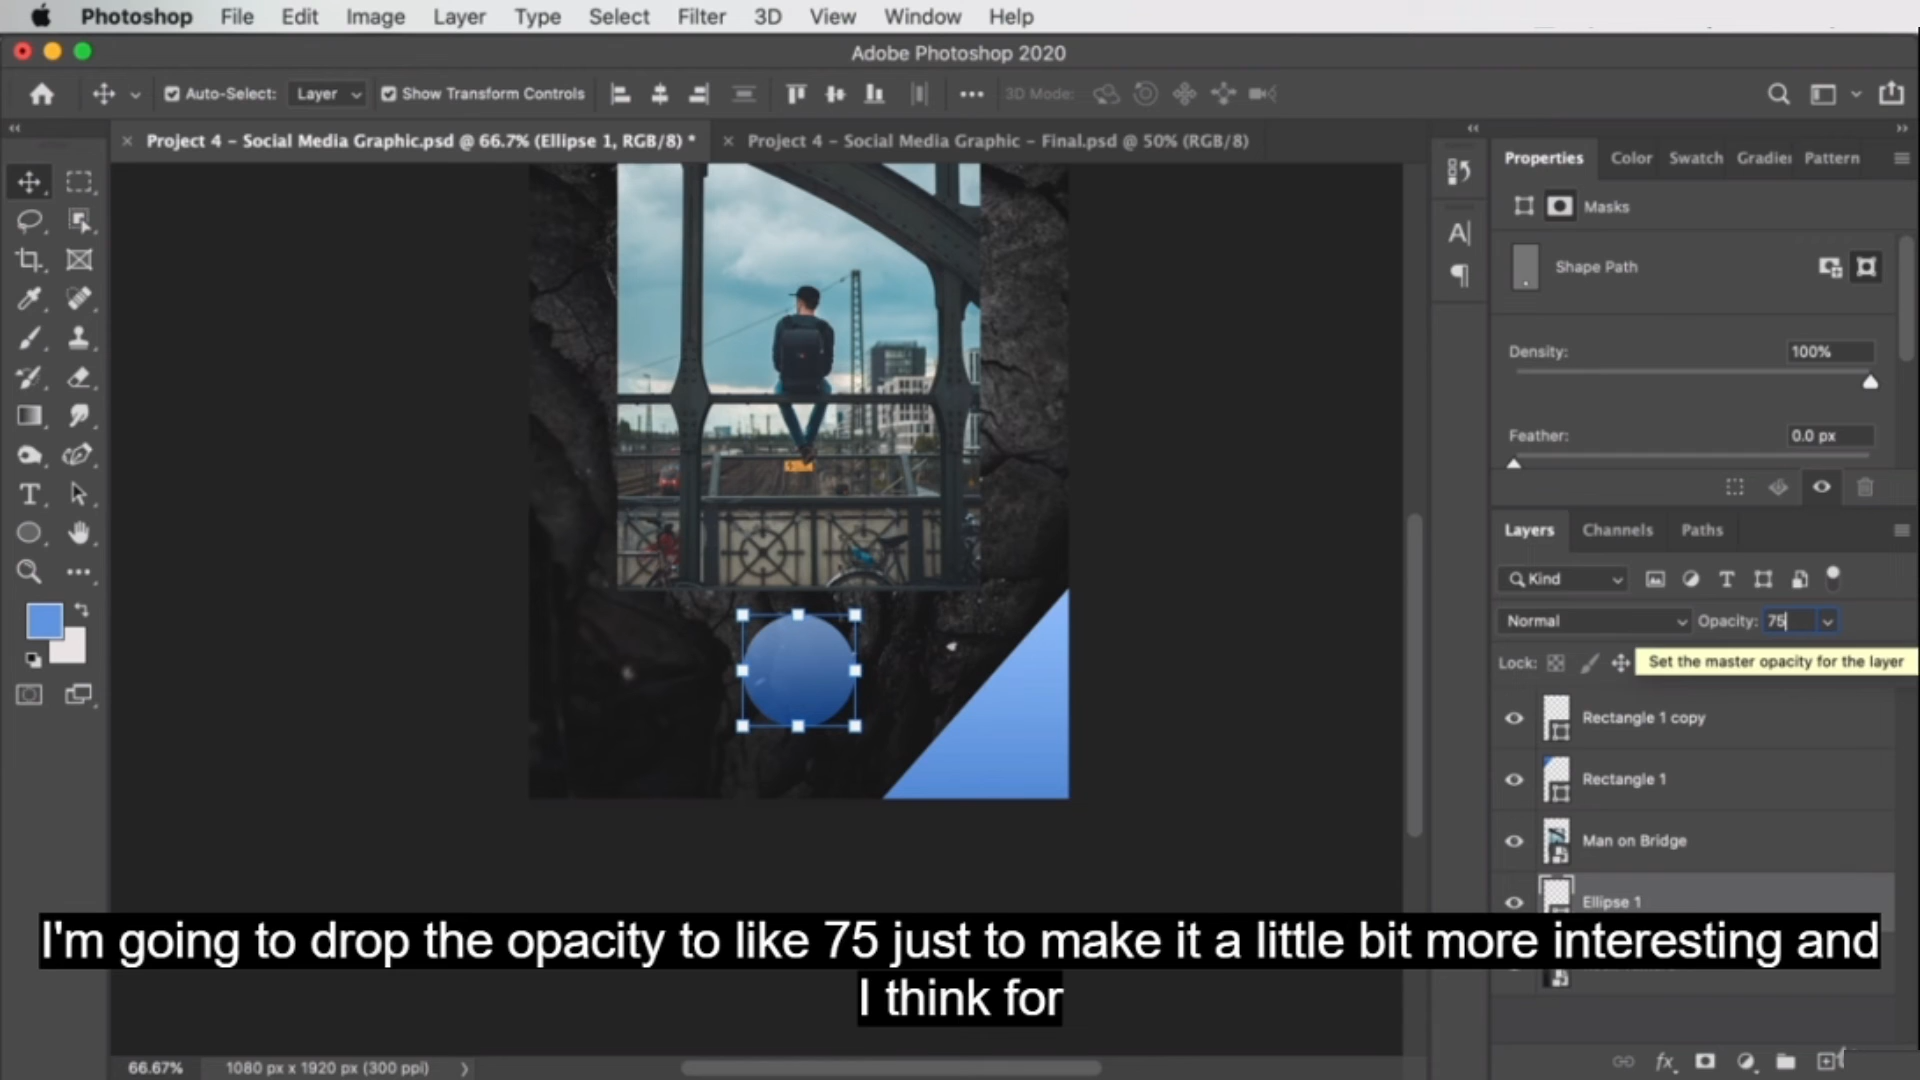 Photoshop File Edit Image Layer Type Select Filter 3D View Window Help
Adobe Photoshop 2020
Auto-Select: Layer Show Transform Controls 3D Mode:
Project 4 - Social Media Graphic.psd @ 66.7% (Ellipse 1, RGB/8) * Project 4 - Social Media Graphic - Final.psd @ 50% (RGB/8)
Properties Color Swatch Gradier Pattern
Masks
Shape Path
Density: 100%
Feather: 0.0 px
Layers Channels Paths
Kind
Normal Opacity: 75
Lock: Set the master opacity for the layer
Rectangle 1 copy
Rectangle 1
Man on Bridge
Ellipse 1
I'm going to drop the opacity to like 75 just to make it a little bit more interesting and
I think for
66.67% 1080 px x 1920 px (300 ppi)